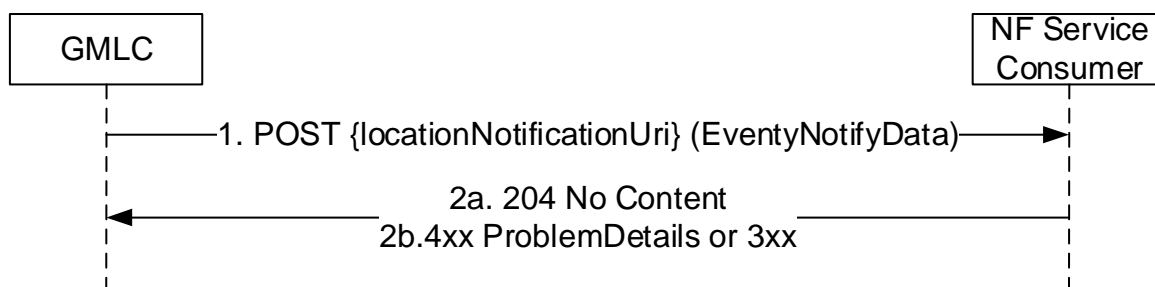 GMLC
NF Service
Consumer
1. POST {locationNotificationUri} (EventyNotifyData)
2a. 204 No Content
2b.4xx ProblemDetails or 3xx